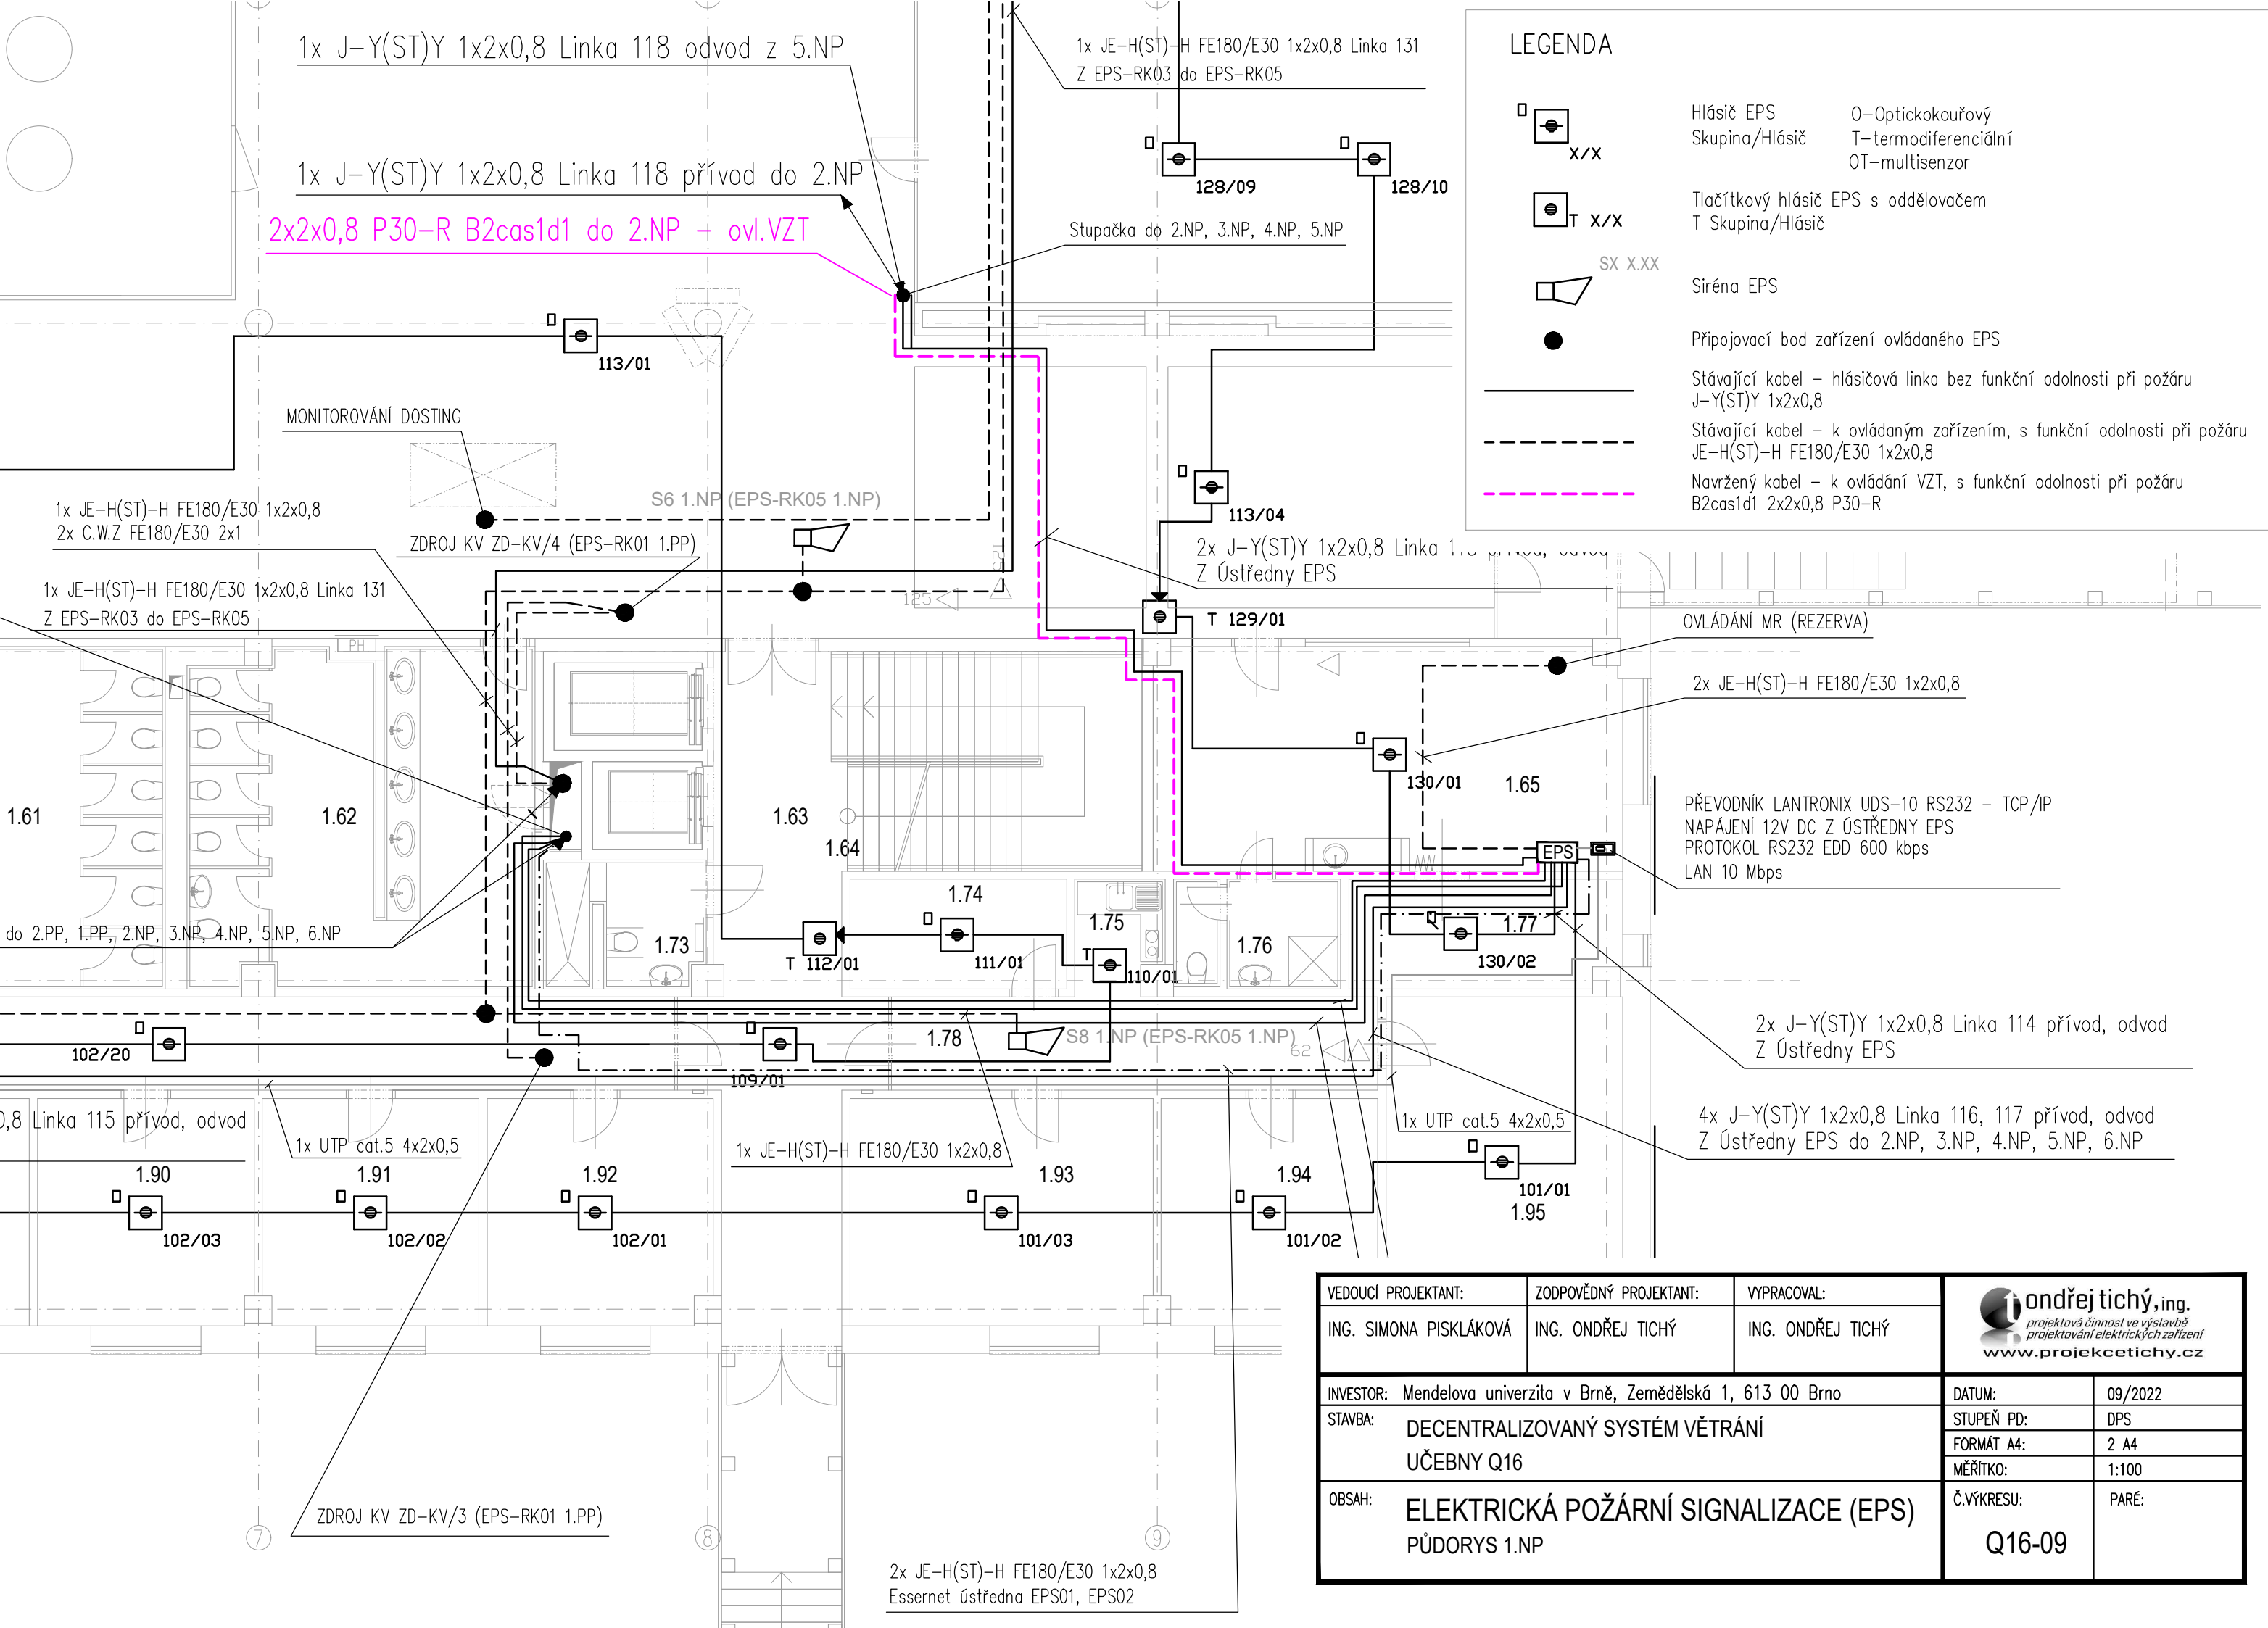 1x J-Y(ST)Y 1x2x0,8 Linka 118 odvod z 5.NP
1x J-Y(ST)Y 1x2x0,8 Linka 118 přívod do 2.NP
2x2x0,8 P30-R B2cas1d1 do 2.NP - ovl.VZT
1x JE-H(ST)-H FE180/E30 1x2x0,8 Linka 131
Z EPS-RK03 do EPS-RK05
128/09
128/10
Stupačka do 2.NP, 3.NP, 4.NP, 5.NP
LEGENDA
X/X
Hlásič EPS
Skupina/Hlásič
O-Optickokouřový
T-termodiferenciální
OT-multisenzor
T X/X
Tlačítkový hlásič EPS s oddělovačem
T Skupina/Hlásič
SX X.XX
Siréna EPS
Připojovací bod zařízení ovládaného EPS
Stávající kabel - hlásičová linka bez funkční odolnosti při požáru
J-Y(ST)Y 1x2x0,8
Stávající kabel - k ovládaným zařízením, s funkční odolnosti při požáru
JE-H(ST)-H FE180/E30 1x2x0,8
Navržený kabel - k ovládání VZT, s funkční odolnosti při požáru
B2cas1d1 2x2x0,8 P30-R
113/01
MONITOROVÁNÍ DOSTING
1x JE-H(ST)-H FE180/E30 1x2x0,8
2x C.W.Z FE180/E30 2x1
S6 1.NP (EPS-RK05 1.NP)
ZDROJ KV ZD-KV/4 (EPS-RK01 1.PP)
1x JE-H(ST)-H FE180/E30 1x2x0,8 Linka 131
Z EPS-RK03 do EPS-RK05
113/04
2x J-Y(ST)Y 1x2x0,8 Linka
Z Ústředny EPS
125
T 129/01
OVLÁDÁNÍ MR (REZERVA)
2x JE-H(ST)-H FE180/E30 1x2x0,8
PH
130/01
1.65
1.61
1.62
1.63
1.64
EPS
PŘEVODNÍK LANTRONIX UDS-10 RS232 - TCP/IP
NAPÁJENÍ 12V DC Z ÚSTŘEDNY EPS
PROTOKOL RS232 EDD 600 kbps
LAN 10 Mbps
do 2.PP, 1.PP, 2.NP, 3.NP, 4.NP, 5.NP, 6.NP
1.73
1.74
1.75
1.76
1.77
T 112/01
111/01
T
110/01
130/02
102/20
109/01
1.78
S8 1.NP (EPS-RK05 1.NP)
62
2x J-Y(ST)Y 1x2x0,8 Linka 114 přívod, odvod
Z Ústředny EPS
0,8 Linka 115 přívod, odvod
1x UTP cat.5 4x2x0,5
1x JE-H(ST)-H FE180/E30 1x2x0,8
1x UTP cat.5 4x2x0,5
4x J-Y(ST)Y 1x2x0,8 Linka 116, 117 přívod, odvod
Z Ústředny EPS do 2.NP, 3.NP, 4.NP, 5.NP, 6.NP
1.90
1.91
1.92
1.93
1.94
101/01
1.95
102/03
102/02
102/01
101/03
101/02
ZDROJ KV ZD-KV/3 (EPS-RK01 1.PP)
7
8
9
2x JE-H(ST)-H FE180/E30 1x2x0,8
Essernet ústředna EPS01, EPS02
VEDOUCÍ PROJEKTANT:
ZODPOVĚDNÝ PROJEKTANT:
VYPRACOVAL:
ING. SIMONA PISKLÁKOVÁ
ING. ONDŘEJ TICHÝ
ING. ONDŘEJ TICHÝ
t ondřej tichý, ing.
projektová činnost ve výstavbě
projektování elektrických zařízení
www.projekcetichy.cz
INVESTOR: Mendelova univerzita v Brně, Zemědělská 1, 613 00 Brno
STAVBA: DECENTRALIZOVANÝ SYSTÉM VĚTRÁNÍ
UČEBNY Q16
OBSAH: ELEKTRICKÁ POŽÁRNÍ SIGNALIZACE (EPS)
PŮDORYS 1.NP
DATUM: 09/2022
STUPEŇ PD: DPS
FORMÁT A4: 2 A4
MĚŘÍTKO: 1:100
Č.VÝKRESU: PARÉ:
Q16-09